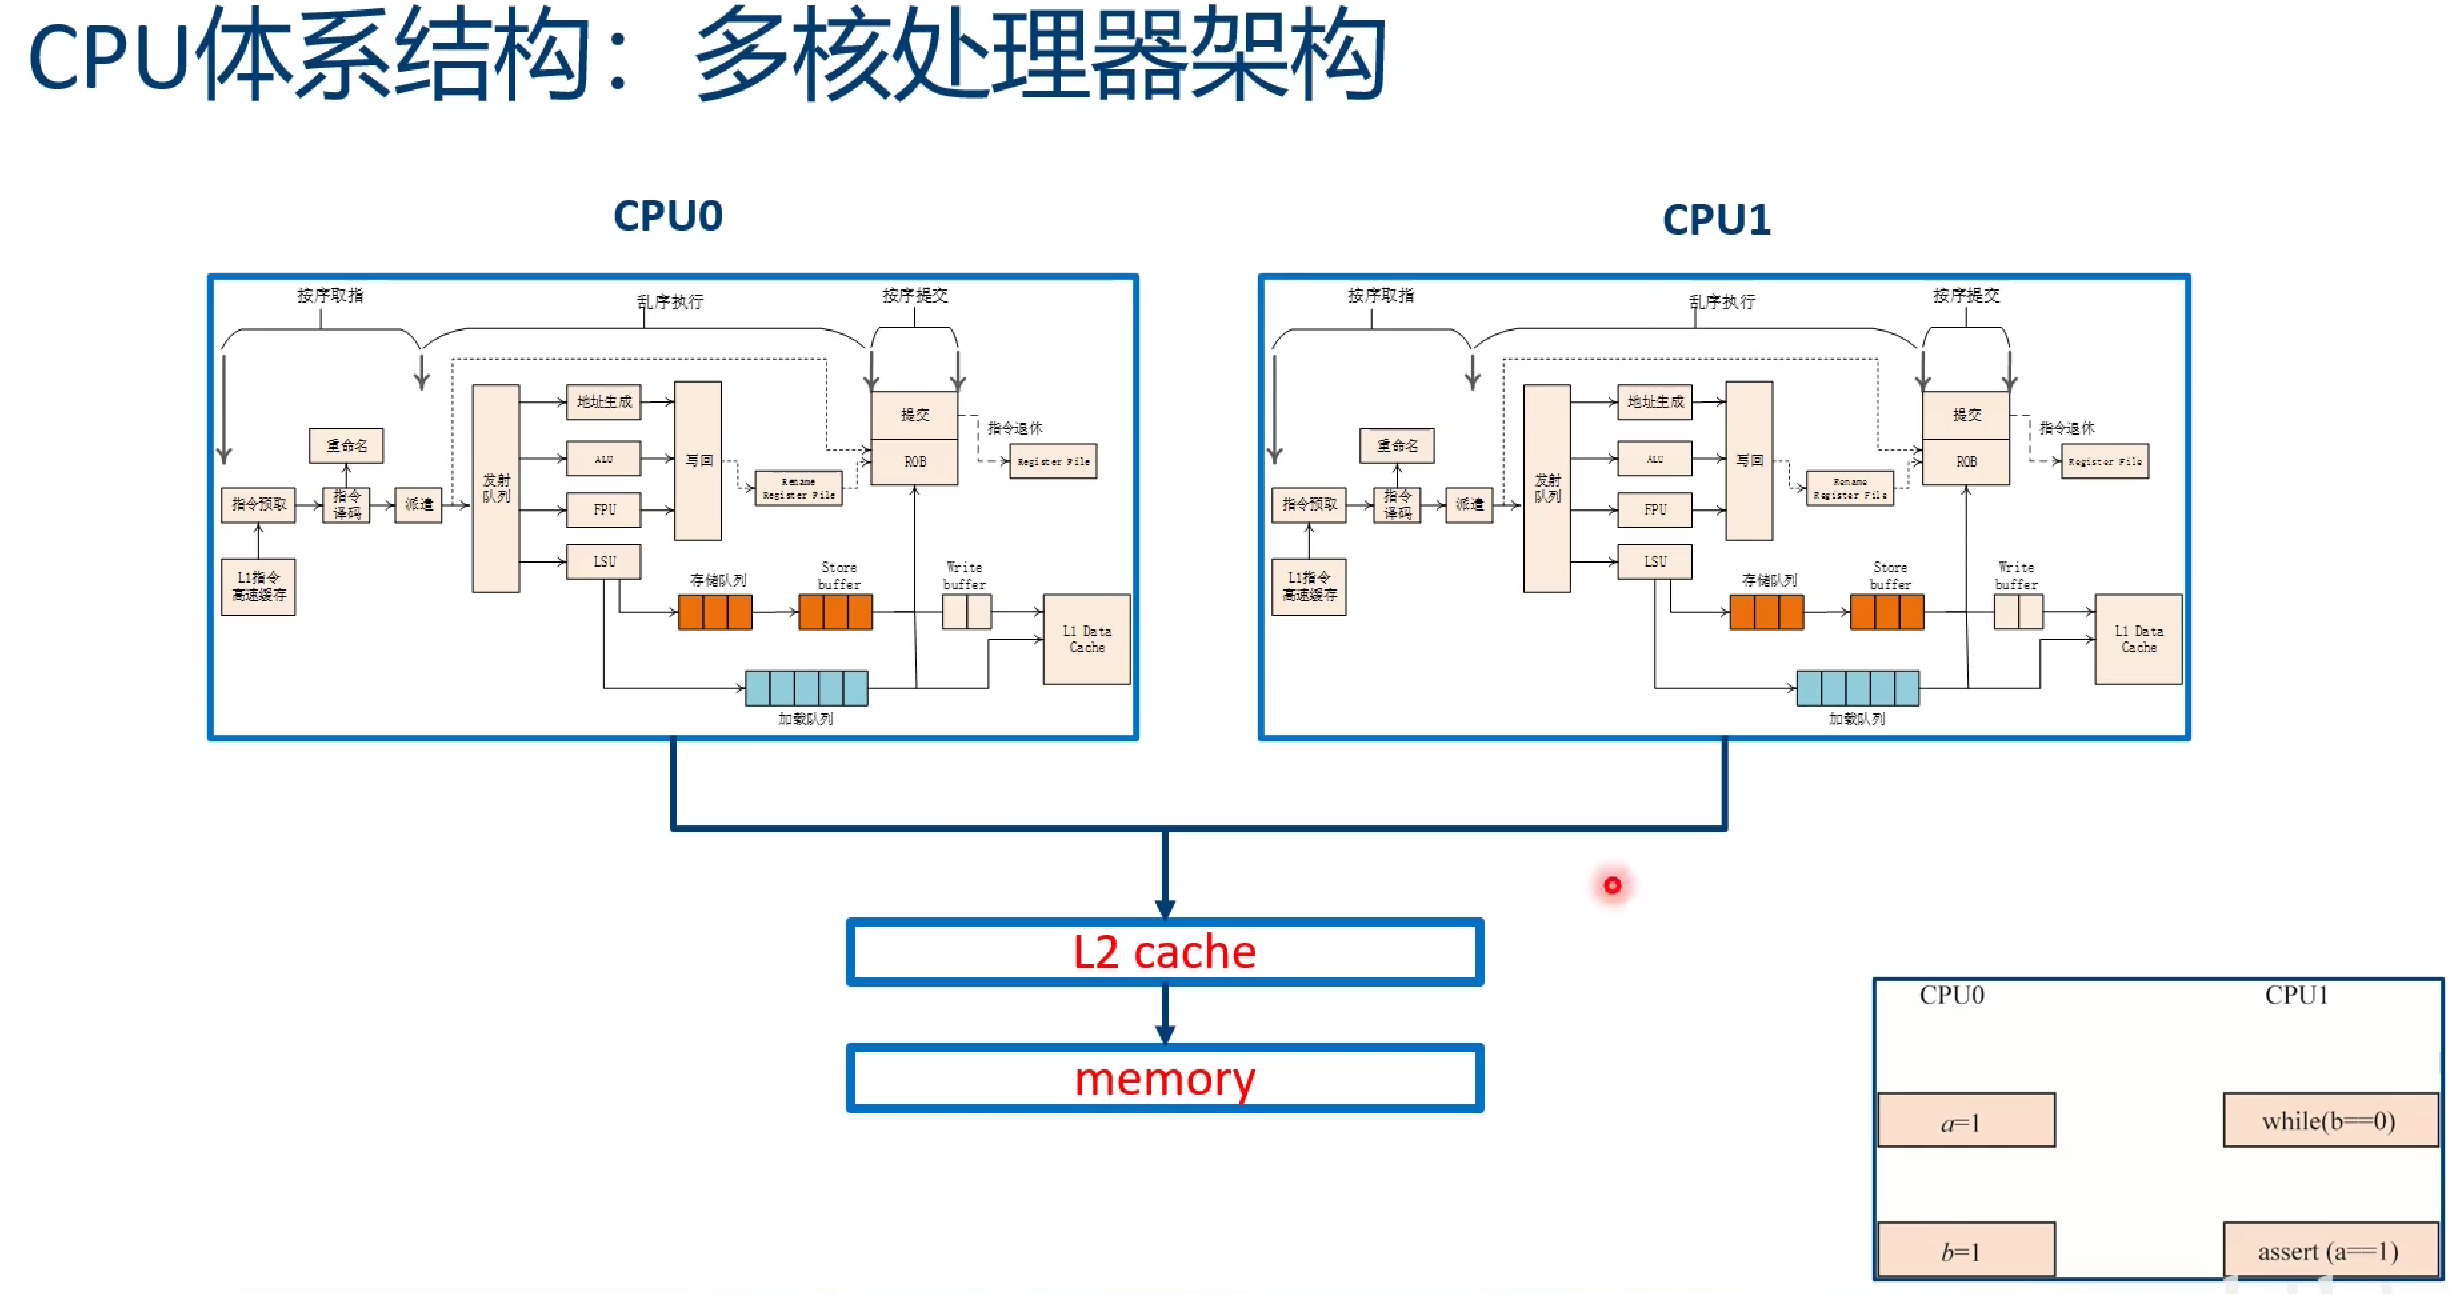 CPU体系结构：多核处理器架构
CPU0
按序取指
乱序执行
按序提交
重命名
指令预取
指令
译码
派遣
L1指令
高速缓存
发射
队列
地址生成
ALU
FPU
LSU
写回
Rename
Register File
提交
ROB
指令退休
Register File
存储队列
Store
buffer
Write
buffer
L1 Data
Cache
加载队列
CPU1
按序取指
乱序执行
按序提交
重命名
指令预取
指令
译码
派遣
L1指令
高速缓存
发射
队列
地址生成
ALU
FPU
LSU
写回
Rename
Register File
提交
ROB
指令退休
Register File
存储队列
Store
buffer
Write
buffer
L1 Data
Cache
加载队列
L2 cache
memory
CPU0
CPU1
a=1
while(b==0)
b=1
assert (a==1)